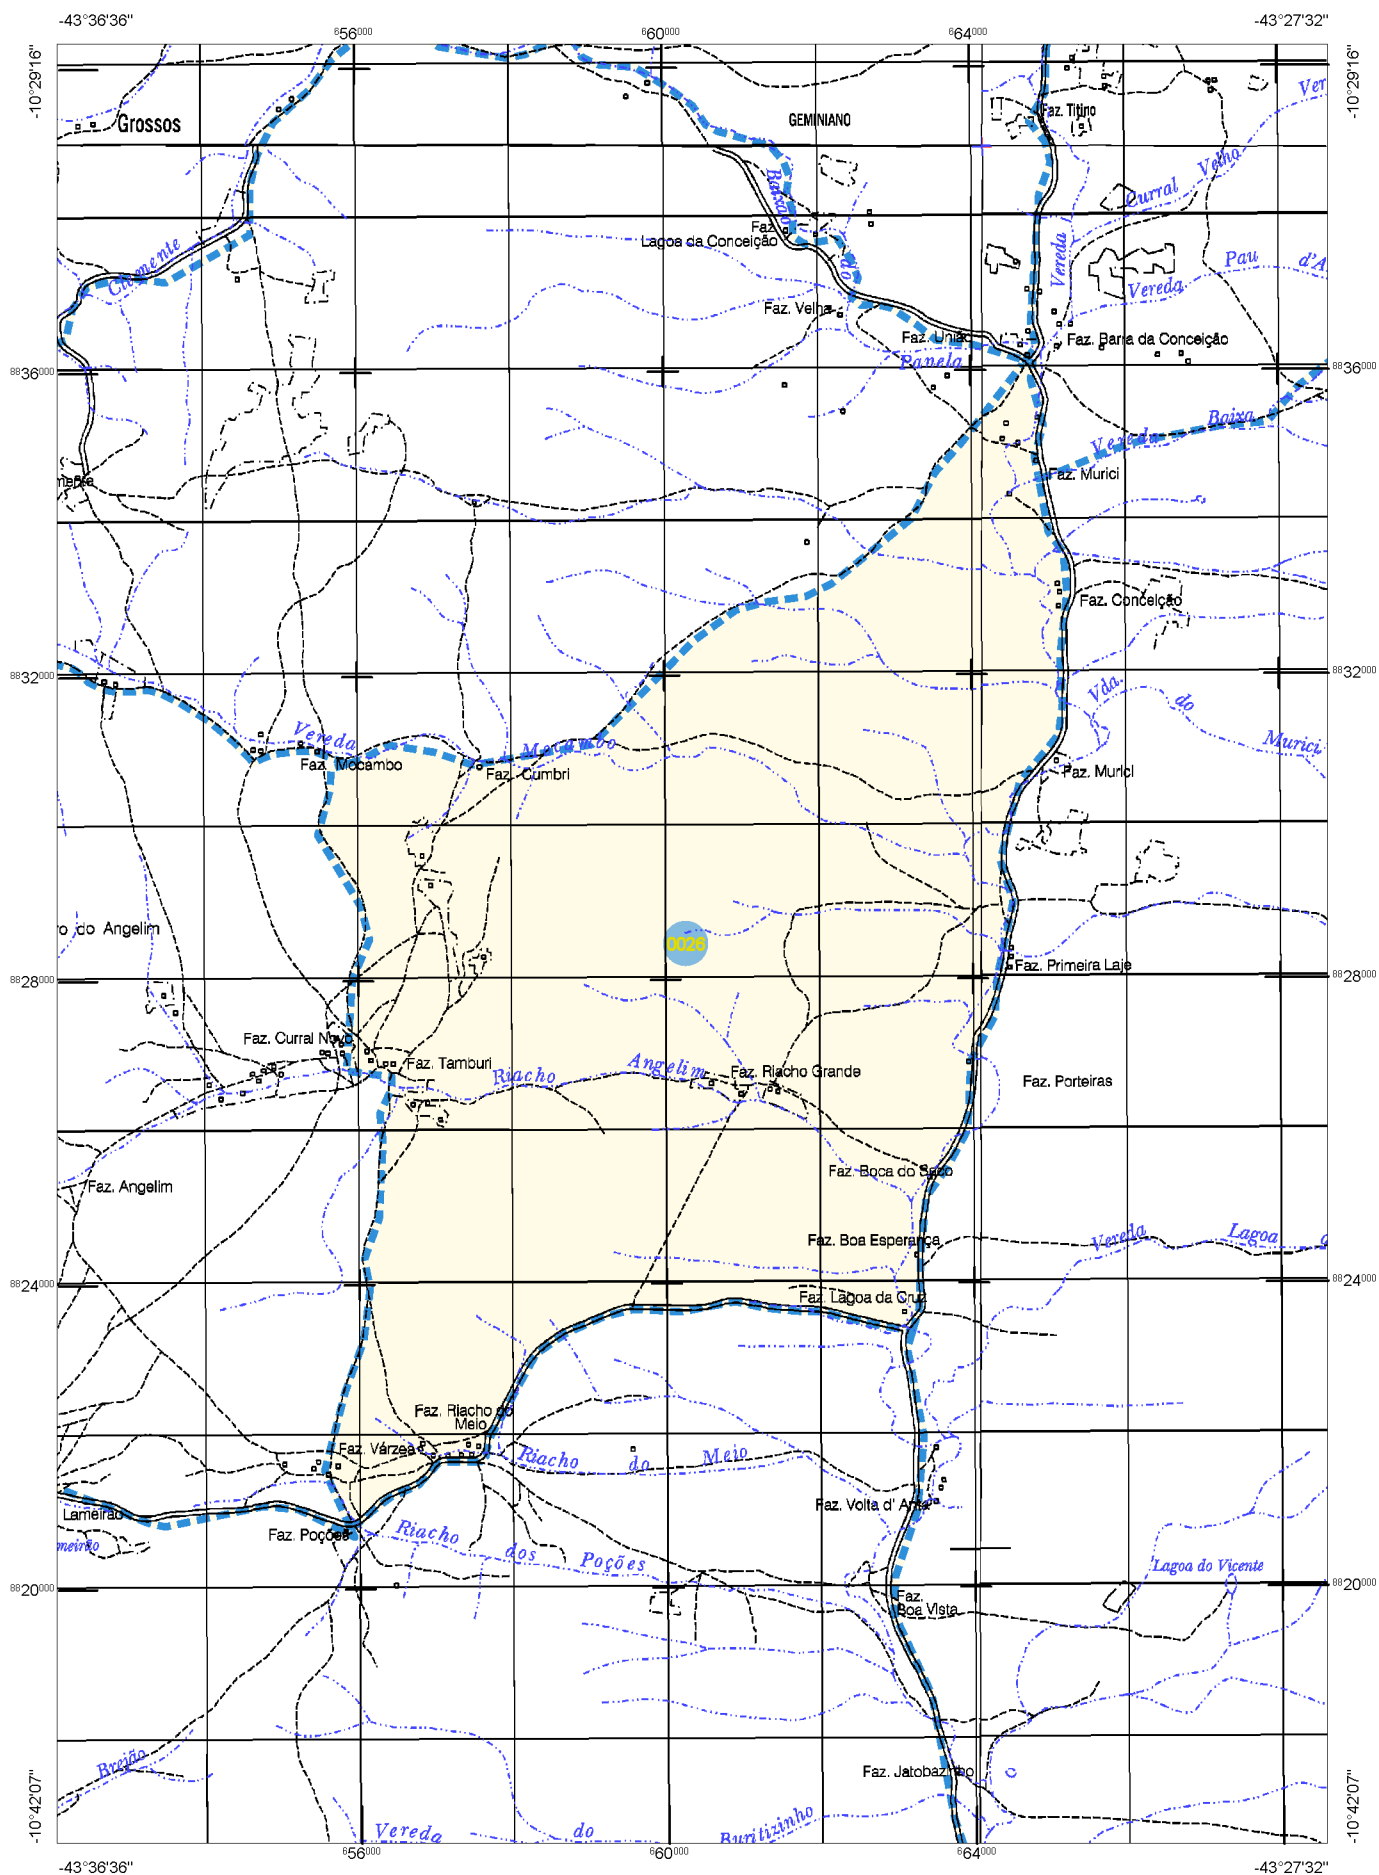 -43°36'36"
-43°27'32"
656000
660000
664000
-10°29'16"
-10°29'16"
Ver
Grossos
GEMINIANO
Faz. Titino
Baixão
Curral Velho
Faz.
Lagoa da Conceição
Clemente
do
Vereda
Pau d'A
Vereda
Faz. Velha
Faz. União
Faz. Barra da Conceição
Panela
8836000
8836000
Vereda Baixa
mente
Faz. Murici
Faz. Conceição
8832000
8832000
Vda. do Murici
Vereda
Mocambo
Faz. Mocambo
Faz. Cumbri
Faz. Murici
ro do Angelim
0026
Faz. Primeira Laje
8828000
8828000
Faz. Curral Novo
Faz. Tamburi
Riacho Angelim
Faz. Riacho Grande
Faz. Porteiras
Faz. Boca do Saco
Faz. Angelim
Faz. Boa Esperança
Vereda Lagoa
8824000
8824000
Faz. Lagoa da Cruz
Faz. Riacho do
Meio
Faz. Várzea
Riacho do Meio
Lameirão
Faz. Volta d' Anta
Faz. Poções
Riacho dos Poções
meirão
Lagoa do Vicente
8820000
8820000
Faz.
Boa Vista
Brejão
Faz. Jatobazinho
-10°42'07"
-10°42'07"
Vereda do Buritizinho
656000
660000
664000
-43°36'36"
-43°27'32"